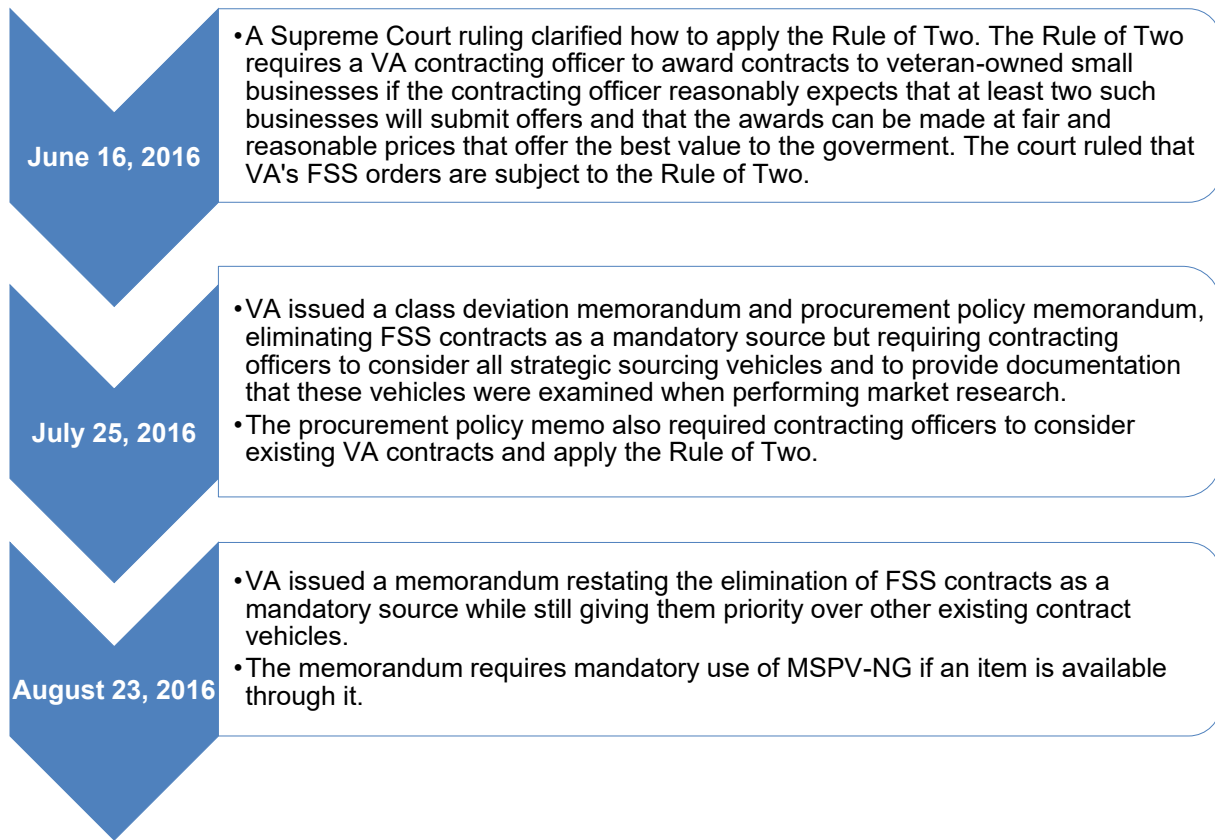 June 16, 2016
•A Supreme Court ruling clarified how to apply the Rule of Two. The Rule of Two
requires a VA contracting officer to award contracts to veteran-owned small
businesses if the contracting officer reasonably expects that at least two such
businesses will submit offers and that the awards can be made at fair and
reasonable prices that offer the best value to the goverment. The court ruled that
VA's FSS orders are subject to the Rule of Two.
July 25, 2016
•VA issued a class deviation memorandum and procurement policy memorandum,
eliminating FSS contracts as a mandatory source but requiring contracting
officers to consider all strategic sourcing vehicles and to provide documentation
that these vehicles were examined when performing market research.
•The procurement policy memo also required contracting officers to consider
existing VA contracts and apply the Rule of Two.
August 23, 2016
•VA issued a memorandum restating the elimination of FSS contracts as a
mandatory source while still giving them priority over other existing contract
vehicles.
•The memorandum requires mandatory use of MSPV-NG if an item is available
through it.